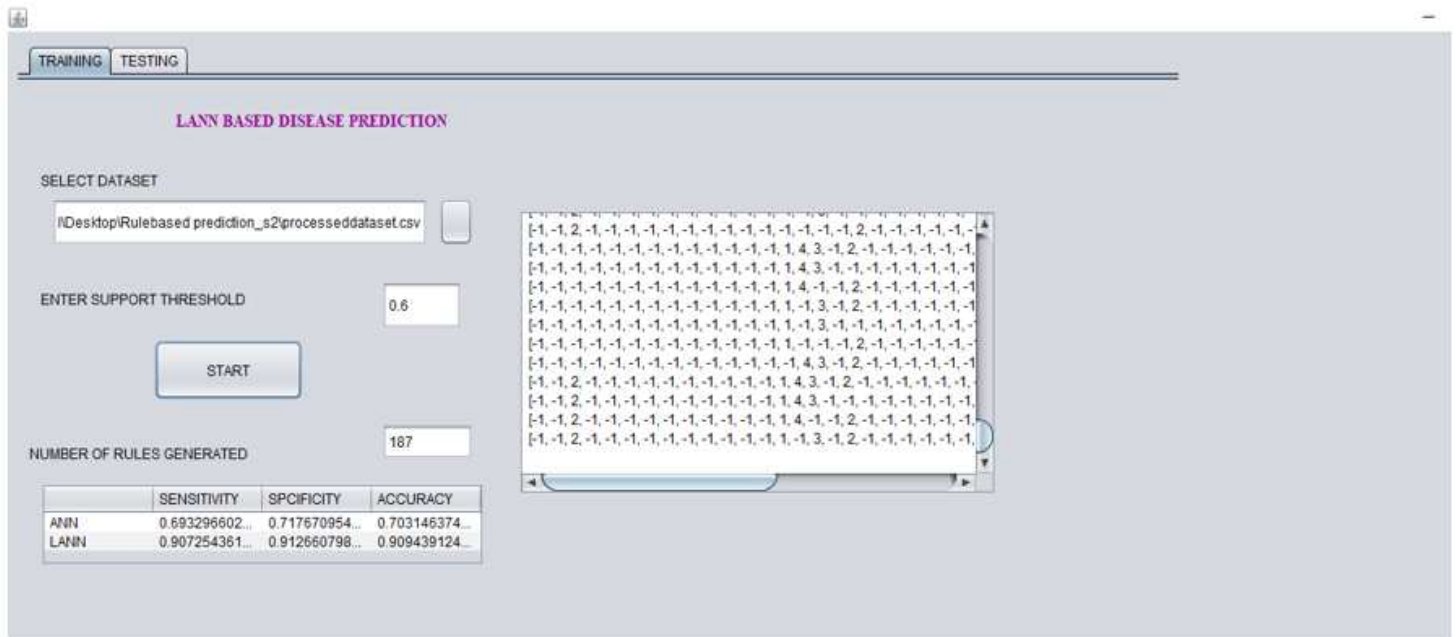 TRAINING TESTING
LANN BASED DISEASE PREDICTION
SELECT DATASET
l\Desktop\Rulebased prediction_s2\processeddataset.csv
ENTER SUPPORT THRESHOLD 0.6
START
NUMBER OF RULES GENERATED 187
SENSITIVITY SPCIFICITY ACCURACY
ANN 0.693296602... 0.717670954... 0.703146374...
LANN 0.907254361... 0.912660798... 0.909439124...
[-1, -1, 2, -1, -1, -1, -1, -1, -1, -1, -1, -1, -1, -1, -1, -1, -1, 2, -1, -1, -1, -1, -1, -1
[-1, -1, -1, -1, -1, -1, -1, -1, -1, -1, -1, -1, -1, 1, 4, 3, -1, 2, -1, -1, -1, -1, -1, -1,
[-1, -1, -1, -1, -1, -1, -1, -1, -1, -1, -1, -1, -1, 1, 4, 3, -1, -1, -1, -1, -1, -1, -1, -1
[-1, -1, -1, -1, -1, -1, -1, -1, -1, -1, -1, -1, -1, 1, 4, -1, -1, 2, -1, -1, -1, -1, -1, -1
[-1, -1, -1, -1, -1, -1, -1, -1, -1, -1, -1, -1, -1, 1, -1, 3, -1, 2, -1, -1, -1, -1, -1, -1
[-1, -1, -1, -1, -1, -1, -1, -1, -1, -1, -1, -1, -1, 1, -1, 3, -1, -1, -1, -1, -1, -1, -1, -1
[-1, -1, -1, -1, -1, -1, -1, -1, -1, -1, -1, -1, -1, 1, -1, -1, -1, 2, -1, -1, -1, -1, -1, -1
[-1, -1, -1, -1, -1, -1, -1, -1, -1, -1, -1, -1, -1, -1, 4, 3, -1, 2, -1, -1, -1, -1, -1, -1
[-1, -1, 2, -1, -1, -1, -1, -1, -1, -1, -1, -1, -1, 1, 4, 3, -1, 2, -1, -1, -1, -1, -1, -1,
[-1, -1, 2, -1, -1, -1, -1, -1, -1, -1, -1, -1, -1, 1, 4, 3, -1, -1, -1, -1, -1, -1, -1, -1,
[-1, -1, 2, -1, -1, -1, -1, -1, -1, -1, -1, -1, -1, 1, 4, -1, -1, 2, -1, -1, -1, -1, -1, -1,
[-1, -1, 2, -1, -1, -1, -1, -1, -1, -1, -1, -1, -1, 1, -1, 3, -1, 2, -1, -1, -1, -1, -1, -1,